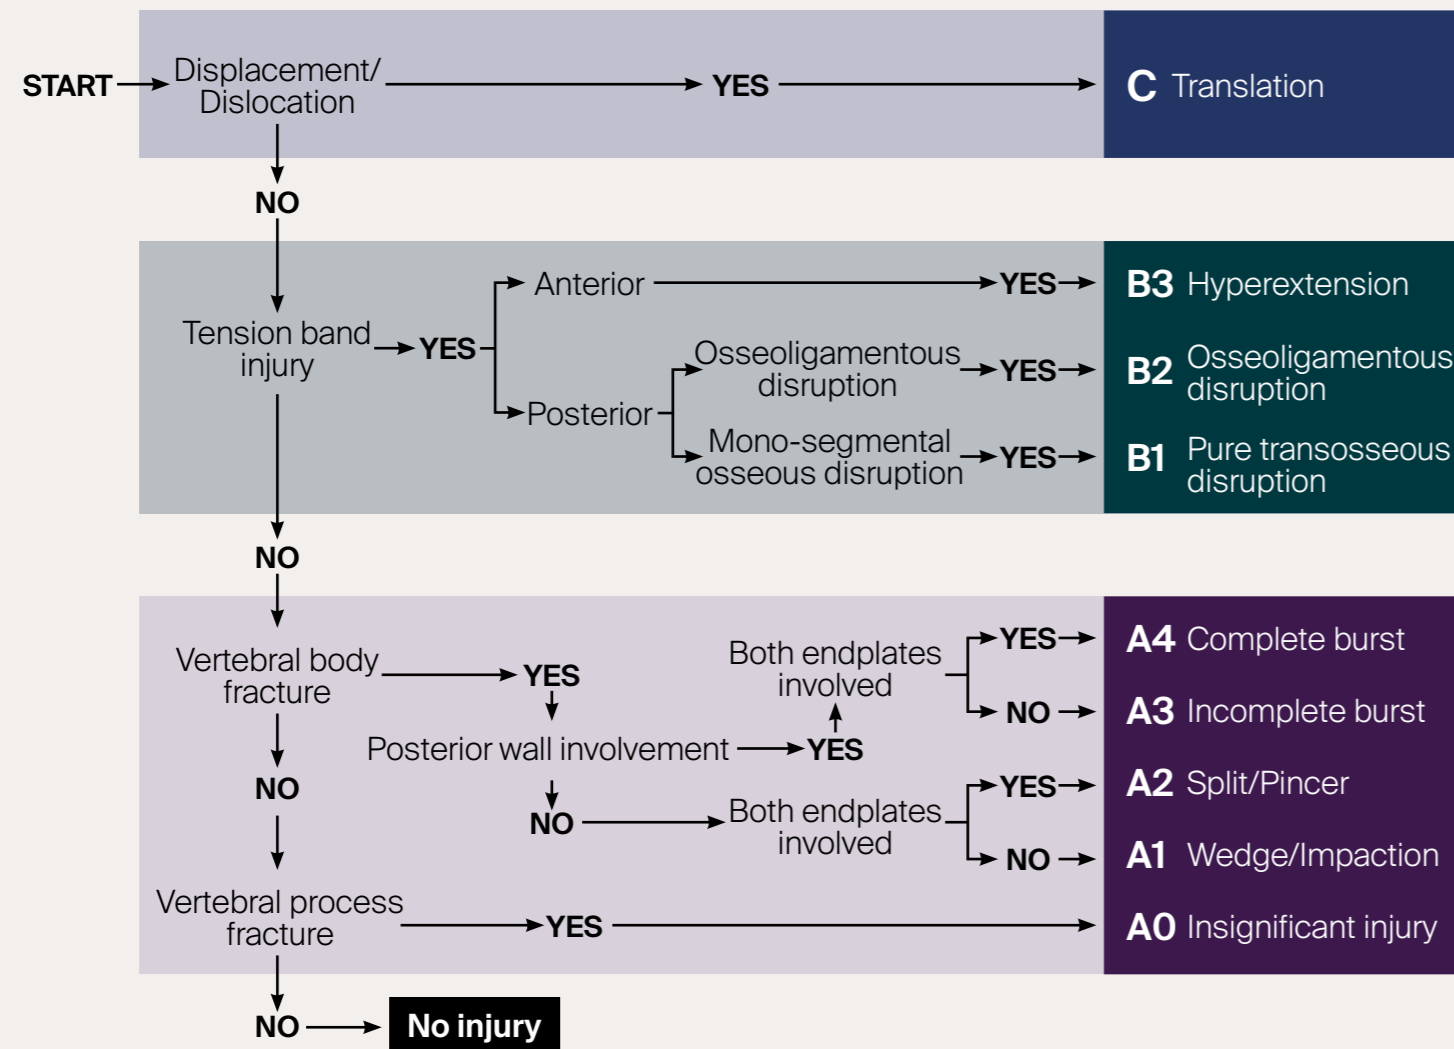 START
Displacement/
Dislocation
YES
C Translation
NO
Tension band
injury
YES
Anterior
YES
B3 Hyperextension
Posterior
Osseoligamentous
disruption
YES
B2 Osseoligamentous
disruption
Mono-segmental
osseous disruption
YES
B1 Pure transosseous
disruption
NO
Vertebral body
fracture
YES
Posterior wall involvement
YES
Both endplates
involved
YES
A4 Complete burst
NO
A3 Incomplete burst
NO
Both endplates
involved
YES
A2 Split/Pincer
NO
A1 Wedge/Impaction
NO
Vertebral process
fracture
YES
A0 Insignificant injury
NO
No injury